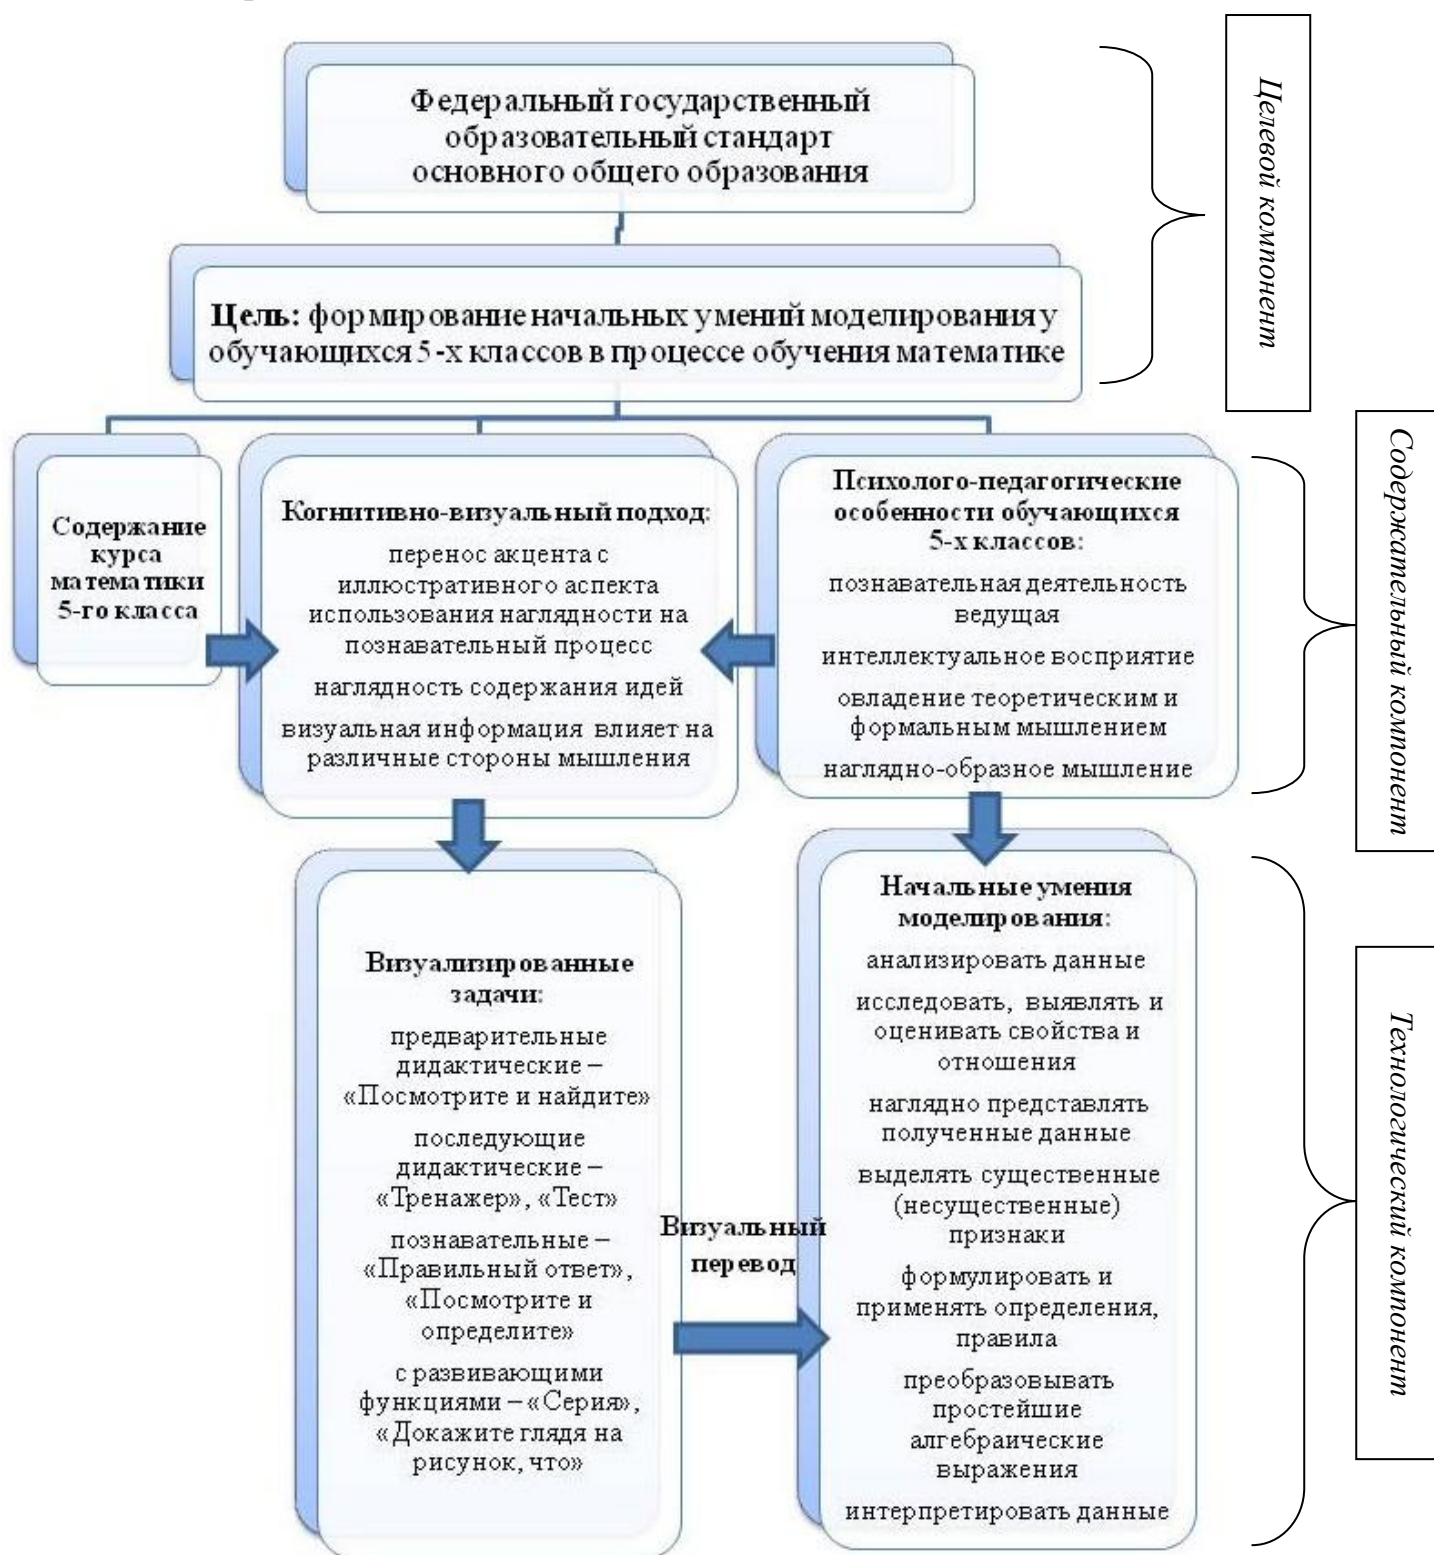 Федеральный государственный
образовательный стандарт
основного общего образования
Целевой компонент
Цель: формирование начальных умений моделирования у
обучающихся 5-х классов в процессе обучения математике
Содержание
курса
математики
5-го класса
Когнитивно-визуальный подход:
перенос акцента с
иллюстративного аспекта
использования наглядности на
познавательный процесс
наглядность содержания идей
визуальная информация влияет на
различные стороны мышления
Психолого-педагогические
особенности обучающихся
5-х классов:
познавательная деятельность
ведущая
интеллектуальное восприятие
овладение теоретическим и
формальным мышлением
наглядно-образное мышление
Содержательный компонент
Визуализированные
задачи:
предварительные
дидактические –
«Посмотрите и найдите»
последующие
дидактические –
«Тренажер», «Тест»
познавательные –
«Правильный ответ»,
«Посмотрите и
определите»
с развивающими
функциями – «Серия»,
«Докажите глядя на
рисунок, что»
Визуальный
перевод
Начальные умения
моделирования:
анализировать данные
исследовать, выявлять и
оценивать свойства и
отношения
наглядно представлять
полученные данные
выделять существенные
(несущественные)
признаки
формулировать и
применять определения,
правила
преобразовывать
простейшие
алгебраические
выражения
интерпретировать данные
Технологический компонент